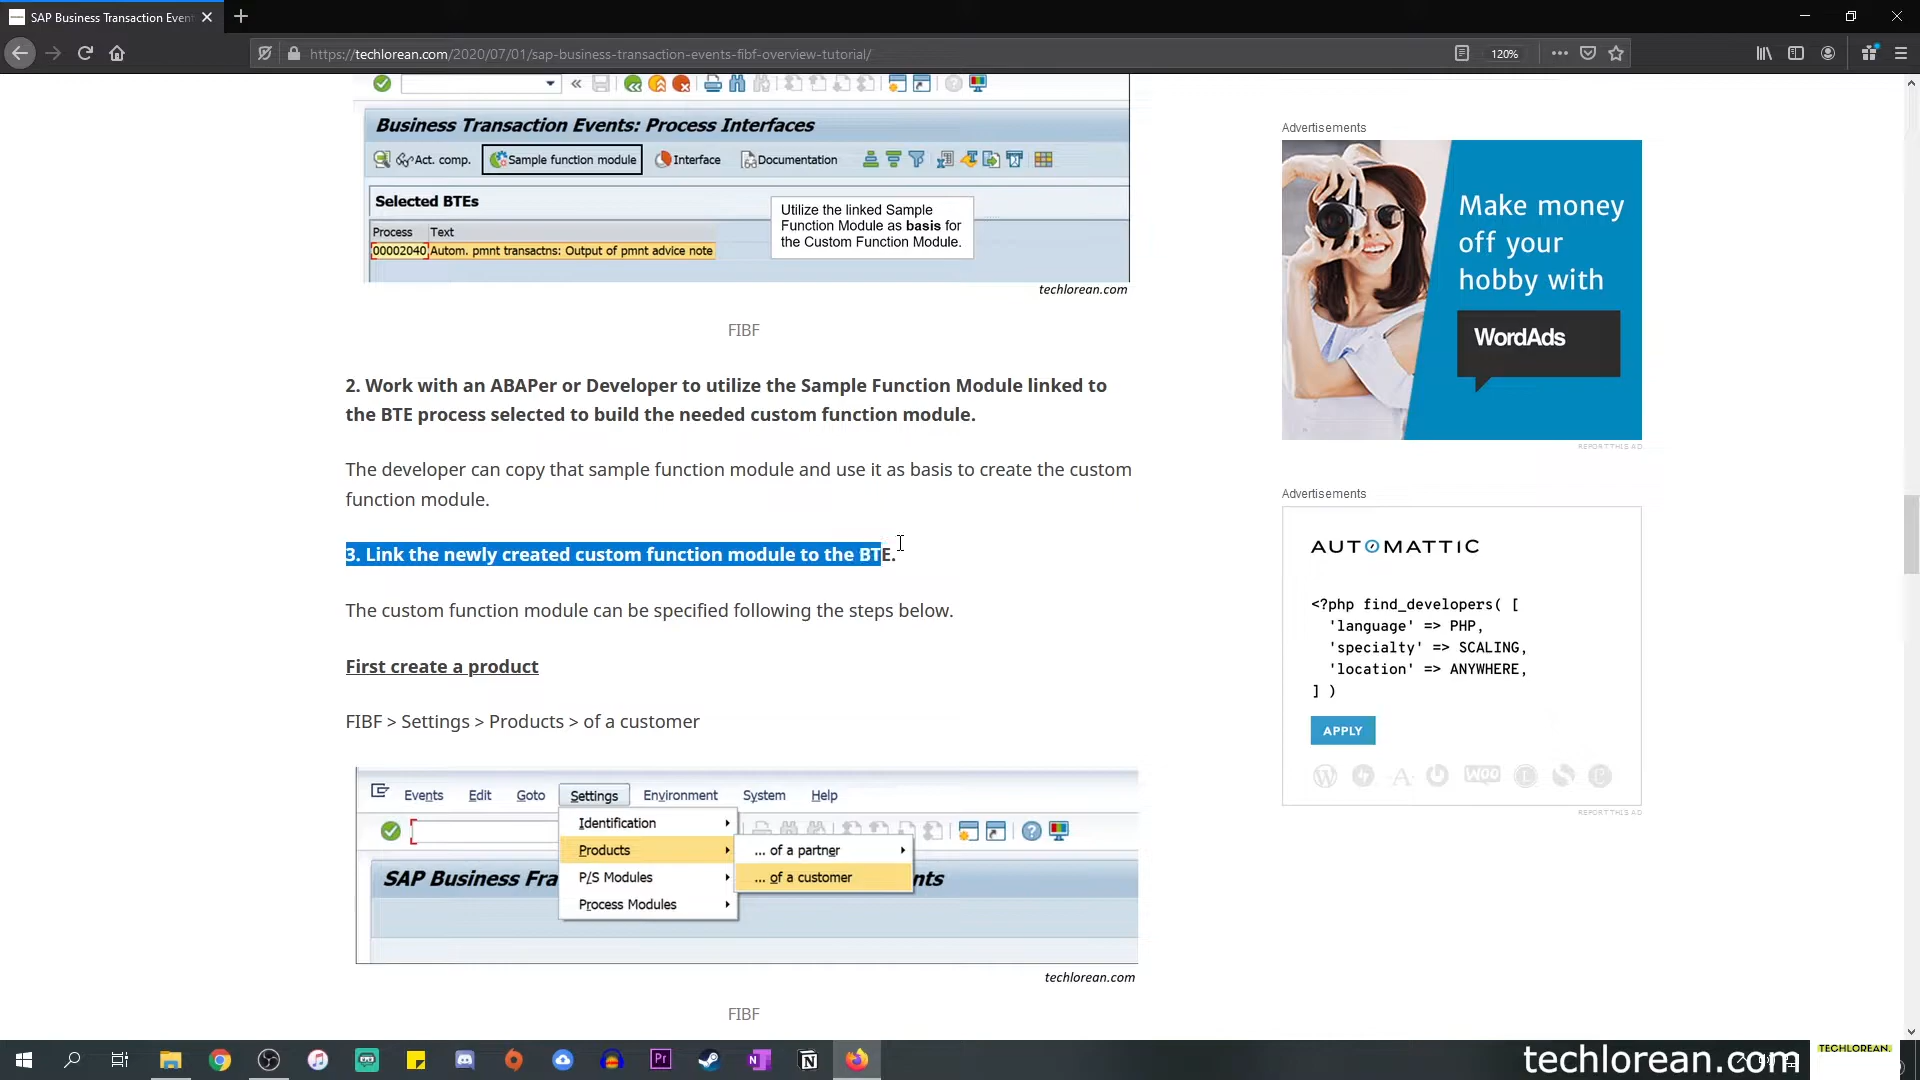 SAP Business Transaction Even
https://techlorean.com/2020/07/01/sap-business-transaction-events-fibf-overview-tutorial/
120%
Business Transaction Events: Process Interfaces
Act. comp.
Sample function module
Interface
Documentation
Selected BTEs
Process Text
00002040 Autom. pmnt transactns: Output of pmnt advice note
Utilize the linked Sample
Function Module as basis for
the Custom Function Module.
techlorean.com
FIBF
2. Work with an ABAPer or Developer to utilize the Sample Function Module linked to
the BTE process selected to build the needed custom function module.
The developer can copy that sample function module and use it as basis to create the custom
function module.
3. Link the newly created custom function module to the BTE.
The custom function module can be specified following the steps below.
First create a product
FIBF > Settings > Products > of a customer
Events Edit Goto Settings Environment System Help
Identification
Products
P/S Modules
Process Modules
... of a partner
... of a customer
SAP Business Fra
nts
techlorean.com
FIBF
Advertisements
Make money
off your
hobby with
WordAds
REPORT THIS AD
Advertisements
AUTOMATTIC
<?php find_developers( [
'language' => PHP,
'specialty' => SCALING,
'location' => ANYWHERE,
] )
APPLY
WOO
REPORT THIS AD
Pr
techlorean.com
TECHLOREAN.